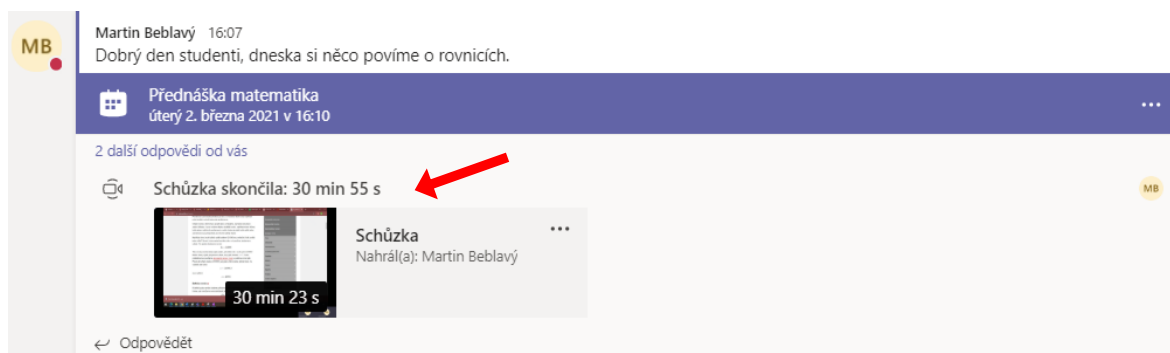 MB
Martin Beblavý 16:07
Dobrý den studenti, dneska si něco povíme o rovnicích.
Přednáška matematika
úterý 2. března 2021 v 16:10
2 další odpovědi od vás
Schůzka skončila: 30 min 55 s
MB
Schůzka
Nahrál(a): Martin Beblavý
30 min 23 s
Odpovědět